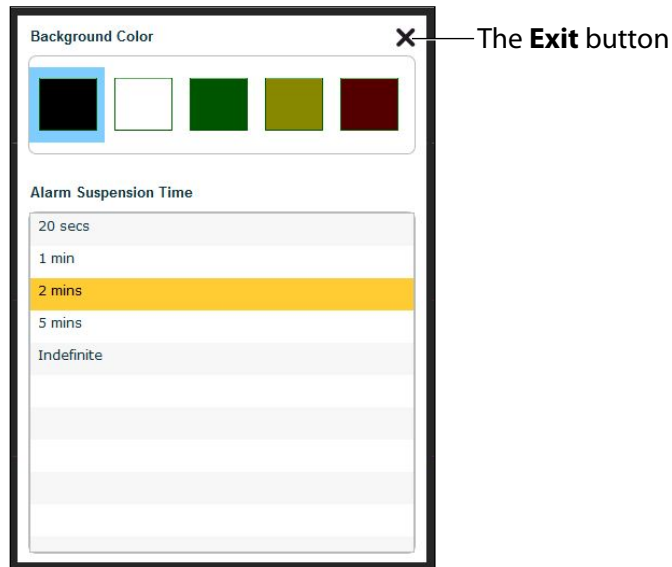 Background Color
The Exit button
Alarm Suspension Time
20 secs
1 min
2 mins
5 mins
Indefinite